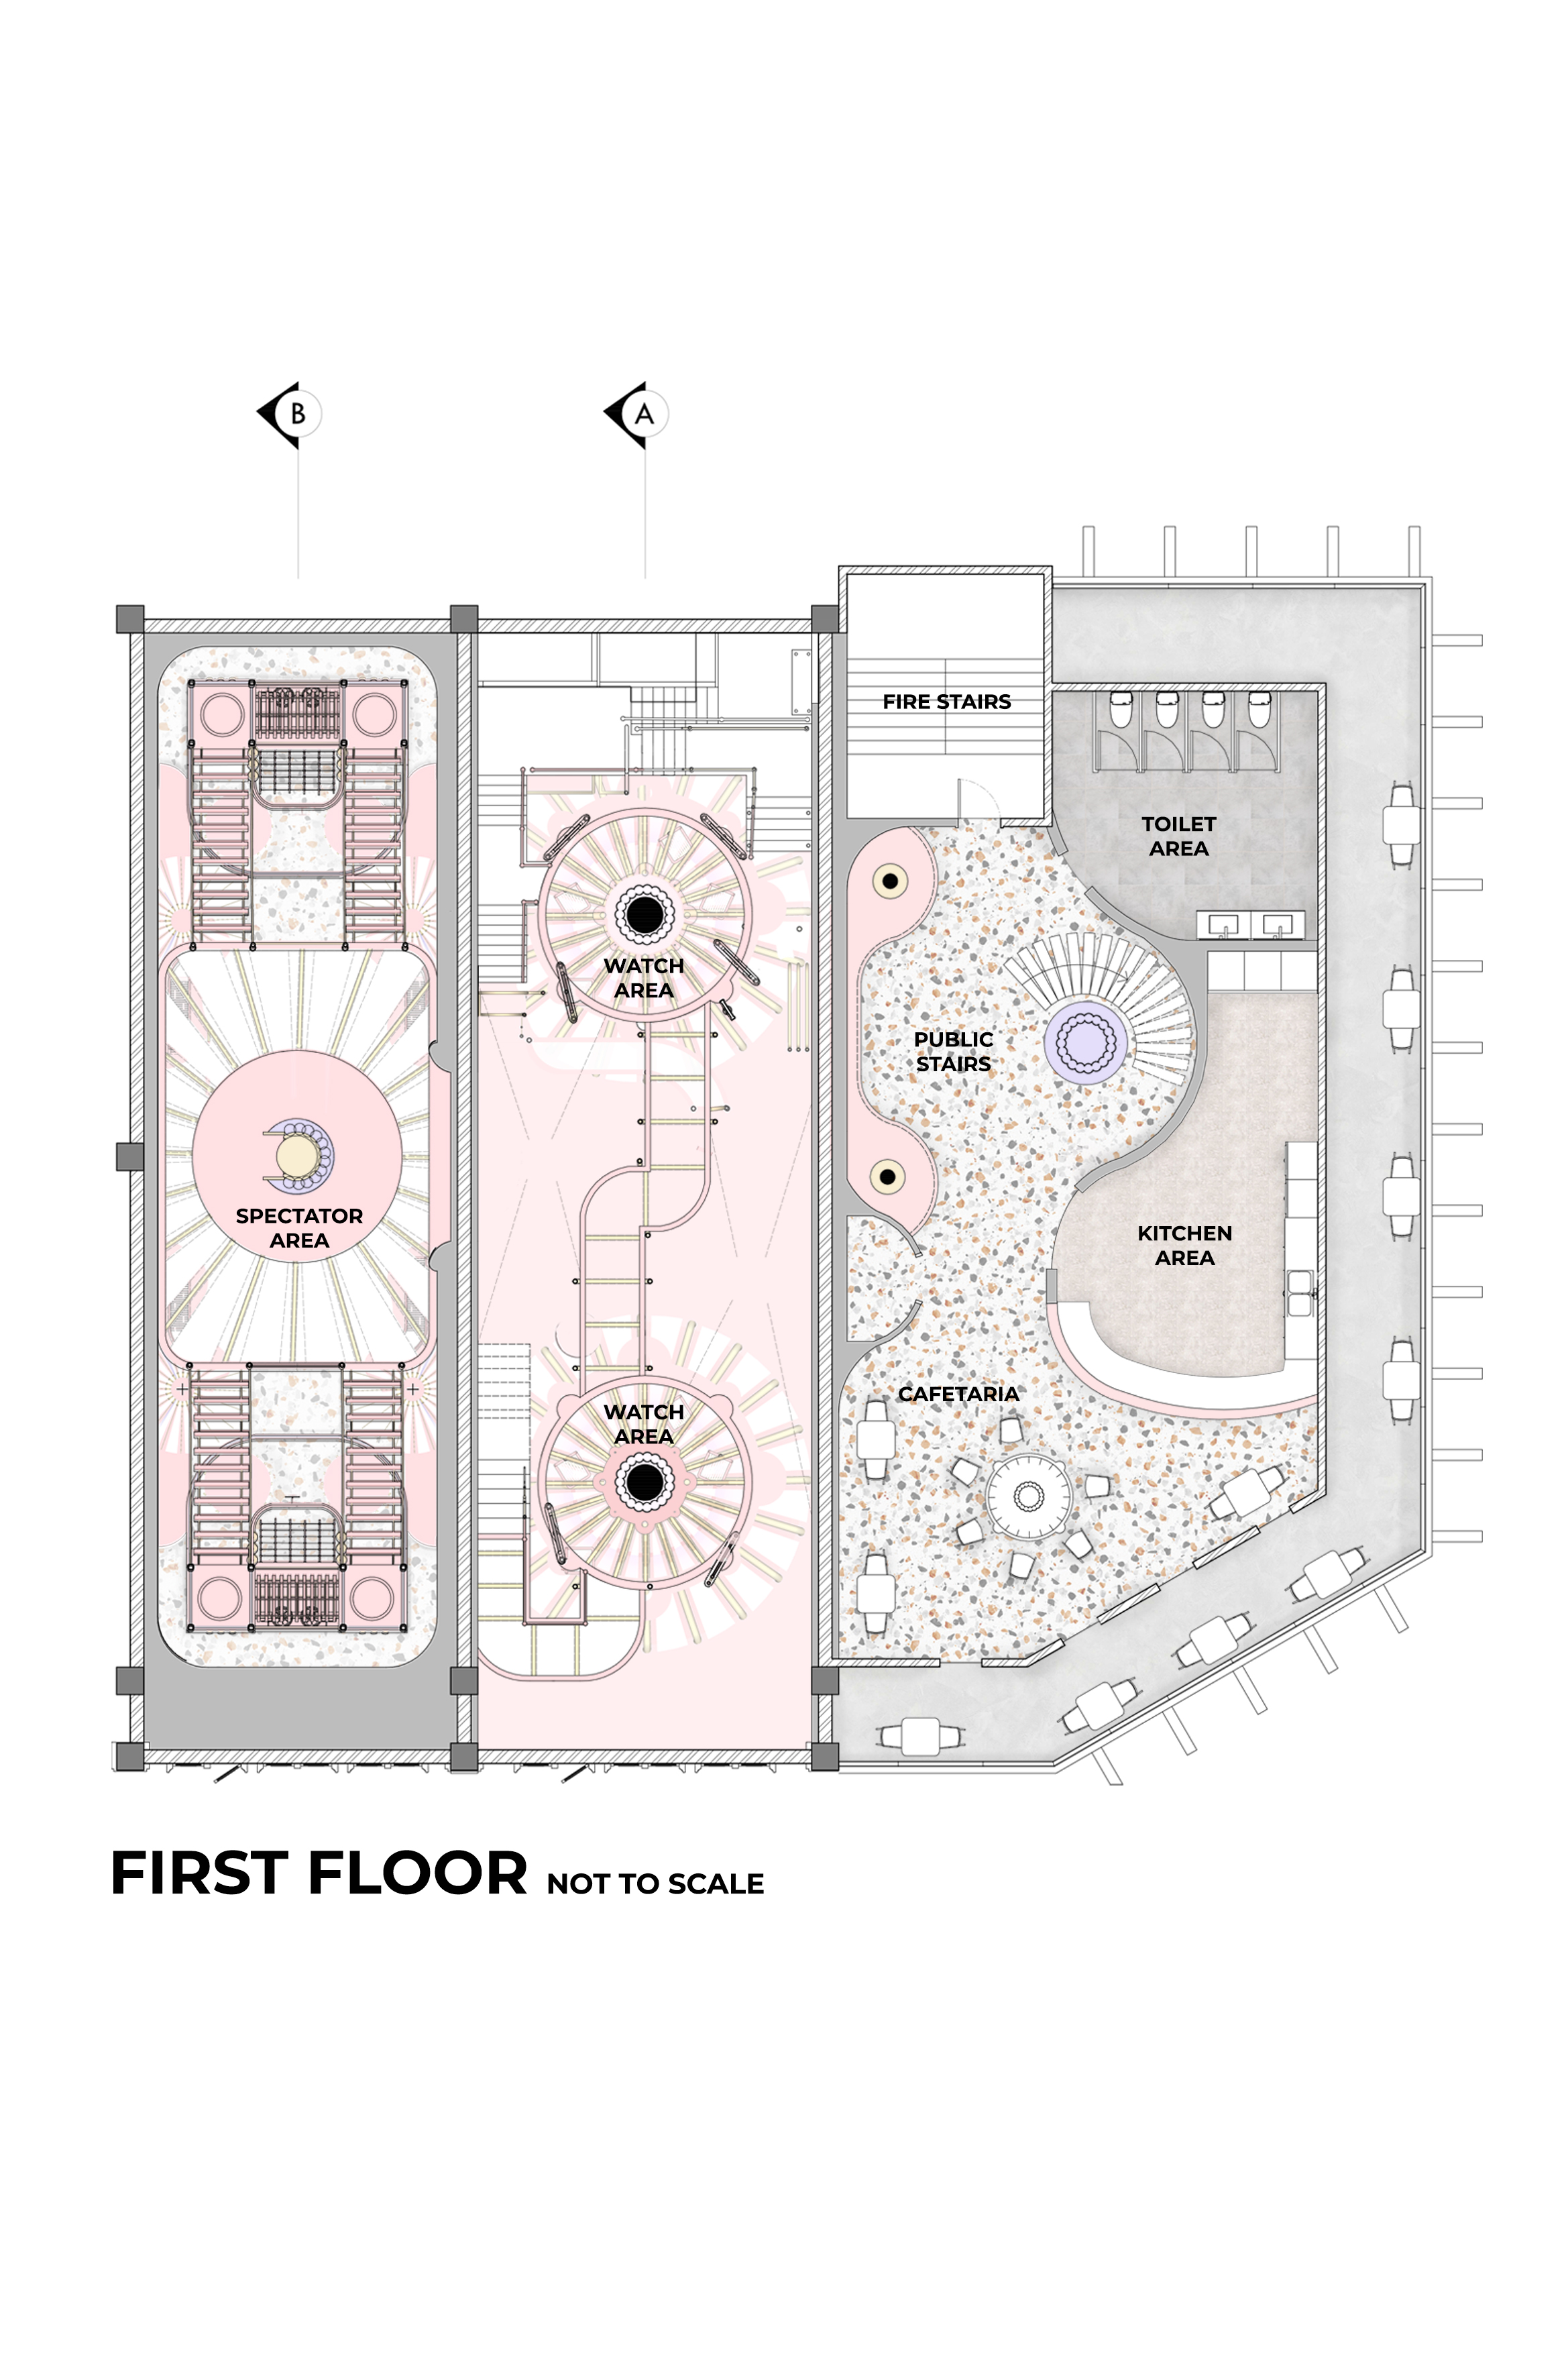 B
A
FIRE STAIRS
TOILET
AREA
WATCH
AREA
PUBLIC
STAIRS
SPECTATOR
AREA
KITCHEN
AREA
CAFETARIA
WATCH
AREA
FIRST FLOOR NOT TO SCALE